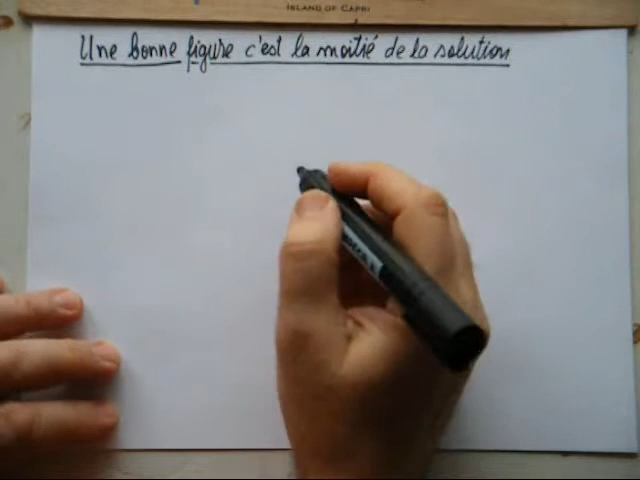 ISLAND OF CAPRI
Une bonne figure c'est la moitié de la solution